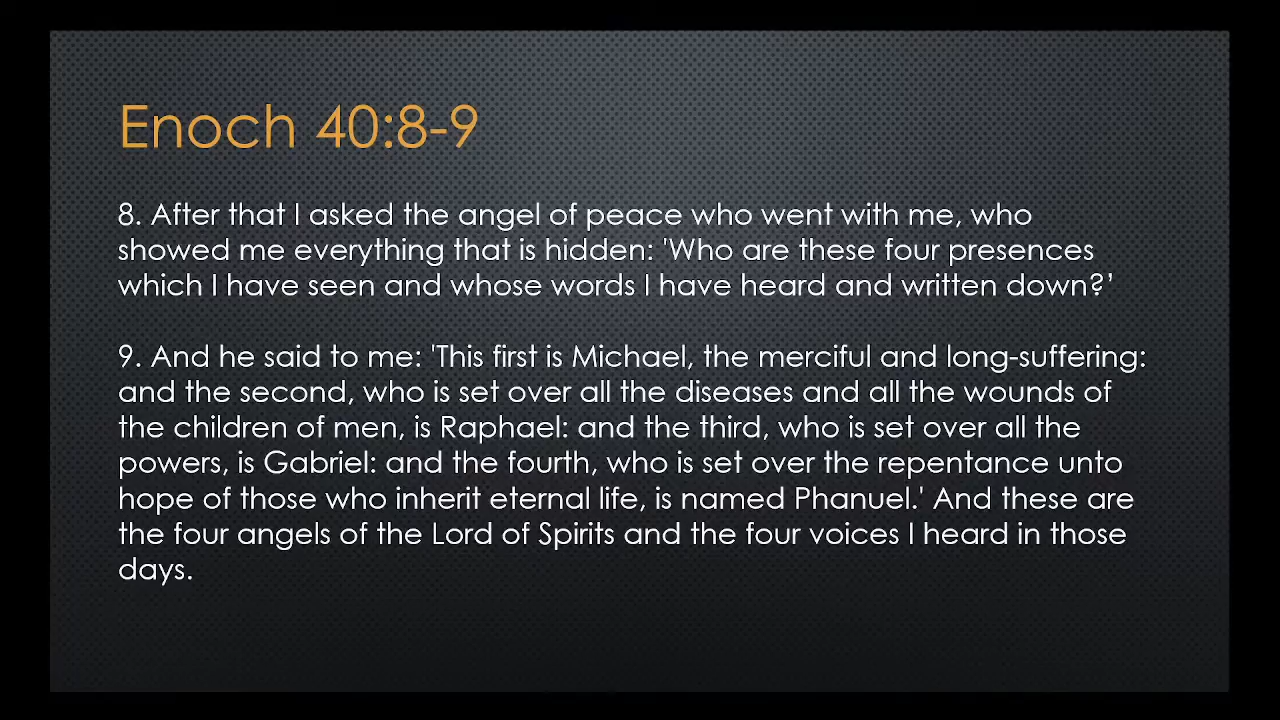 Enoch 40:8-9
8. After that I asked the angel of peace who went with me, who
showed me everything that is hidden: 'Who are these four presences
which I have seen and whose words I have heard and written down?’
9. And he said to me: 'This first is Michael, the merciful and long-suffering:
and the second, who is set over all the diseases and all the wounds of
the children of men, is Raphael: and the third, who is set over all the
powers, is Gabriel: and the fourth, who is set over the repentance unto
hope of those who inherit eternal life, is named Phanuel.' And these are
the four angels of the Lord of Spirits and the four voices I heard in those
days.